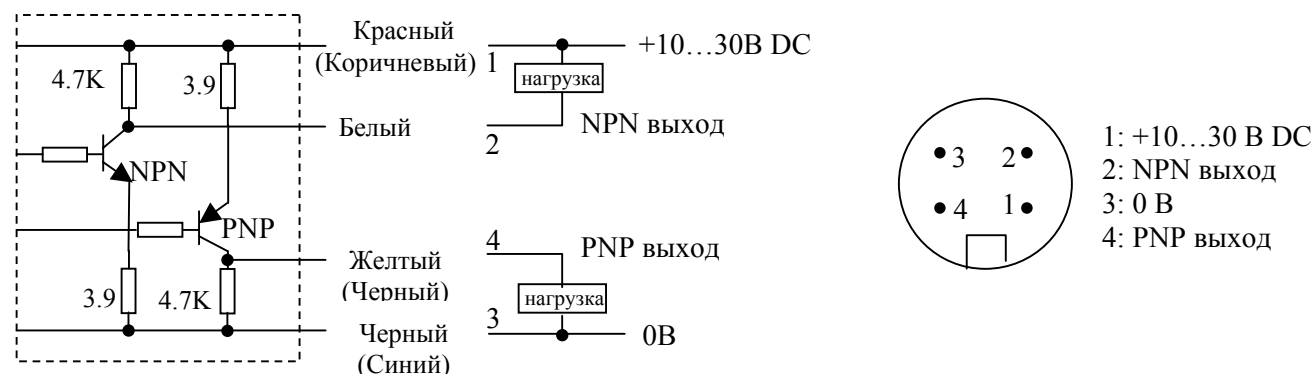 Красный
(Коричневый)
1
+10…30В DC
4.7K
3.9
нагрузка
Белый
2
NPN выход
NPN
PNP
4
PNP выход
Желтый
(Черный)
3.9
4.7K
нагрузка
3
Черный
(Синий)
0В
3
2
4
1
1: +10…30 В DC
2: NPN выход
3: 0 В
4: PNP выход